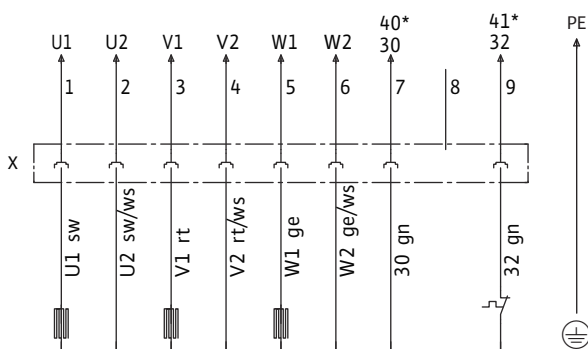 40* 41* PE
U1 U2 V1 V2 W1 W2 30 32
1 2 3 4 5 6 7 8 9
X
U1 sw
U2 sw/ws
V1 rt
V2 rt/ws
W1 ge
W2 ge/ws
30 gn
32 gn